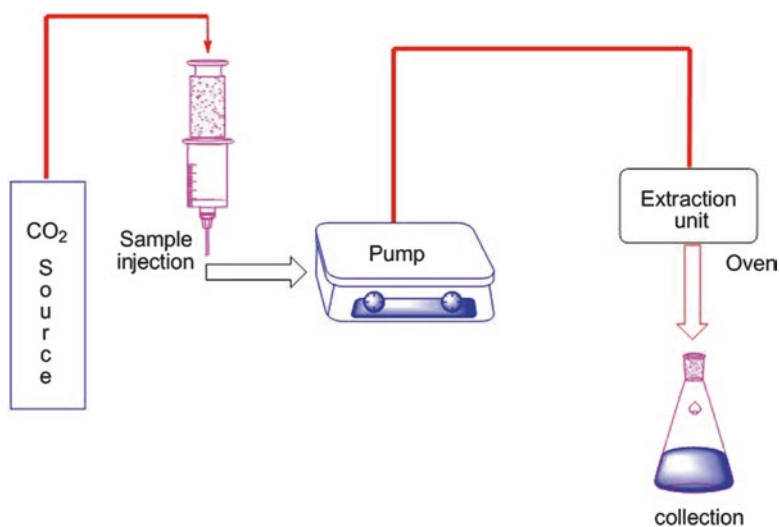 CO2
S
o
u
r
c
e
Sample
injection
Pump
Extraction
unit
Oven
collection